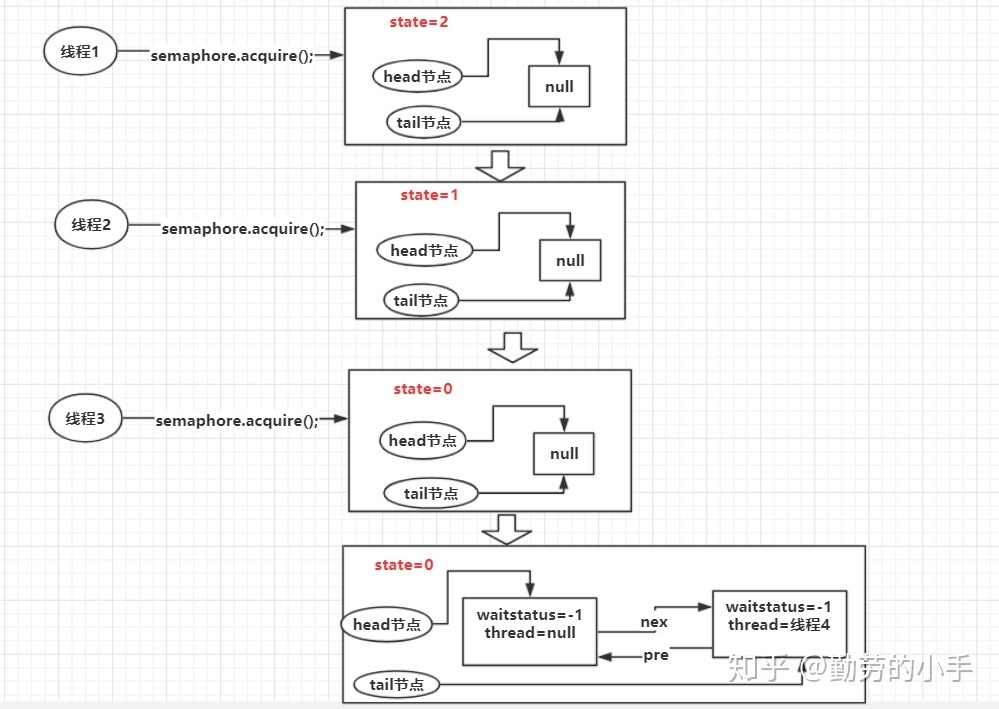 state=2
线程1
semaphore.acquire();
head节点
null
tail节点
state=1
线程2
semaphore.acquire();
head节点
null
tail节点
state=0
线程3
semaphore.acquire();
head节点
null
tail节点
state=0
head节点
waitstatus=-1
thread=null
nex
pre
waitstatus=-1
thread=线程4
tail节点
知乎 @勤劳的小手